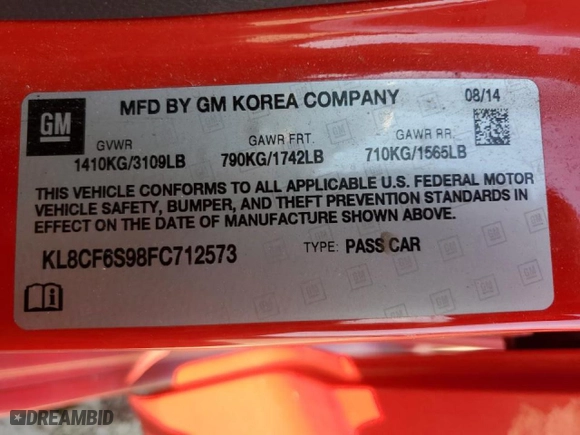 GM
MFD BY GM KOREA COMPANY
08/14
GVWR
GAWR FRT.
GAWR RR.
1410KG/3109LB
790KG/1742LB
710KG/1565LB
THIS VEHICLE CONFORMS TO ALL APPLICABLE U.S. FEDERAL MOTOR
VEHICLE SAFETY, BUMPER, AND THEFT PREVENTION STANDARDS IN
EFFECT ON THE DATE OF MANUFACTURE SHOWN ABOVE.
KL8CF6S98FC712573
TYPE: PASS CAR
DREAMBID